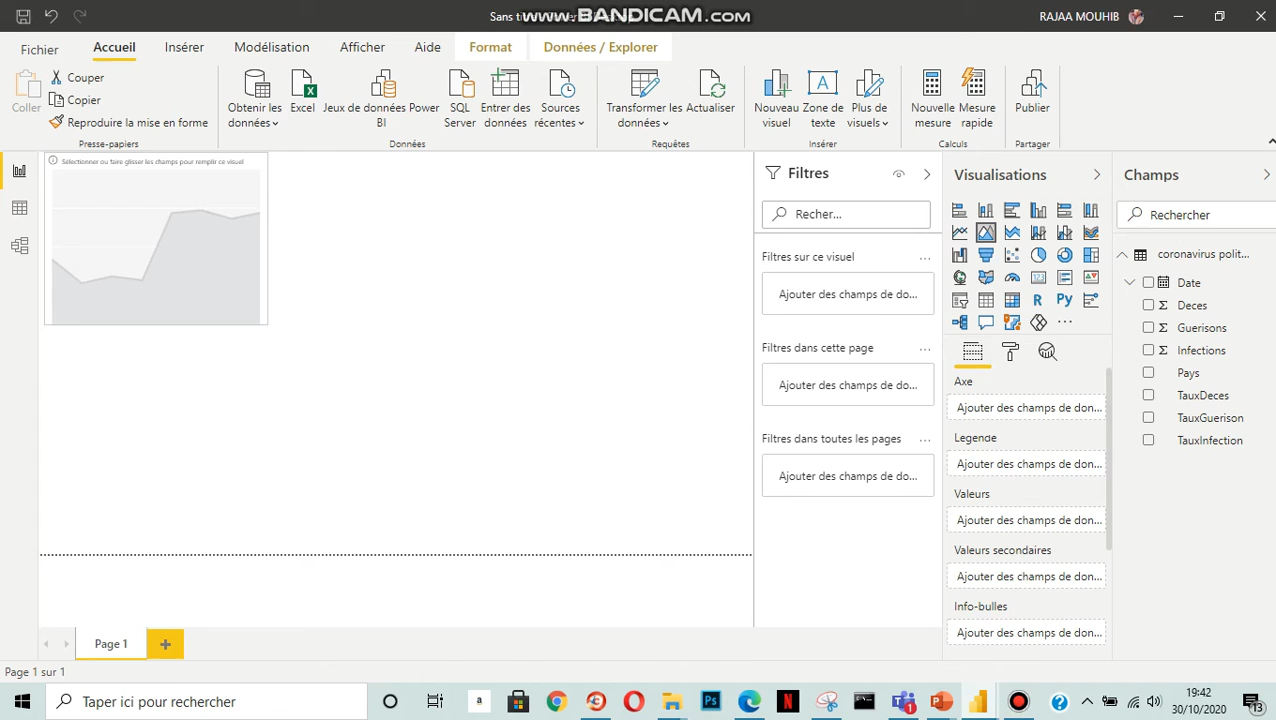 Sans ti
www.BANDICAM.com
RAJAA MOUHIB
Fichier
Accueil
Insérer
Modélisation
Afficher
Aide
Format
Données / Explorer
Coller
Couper
Copier
Reproduire la mise en forme
Presse-papiers
Obtenir les données
Excel
Jeux de données Power BI
SQL Server
Entrer des données
Sources récentes
Données
Transformer les données
Actualiser
Requêtes
Nouveau visuel
Zone de texte
Plus de visuels
Insérer
Nouvelle mesure
Mesure rapide
Calculs
Publier
Partager
Sélectionner ou faire glisser les champs pour remplir ce visuel
Filtres
Recher...
Filtres sur ce visuel
...
Ajouter des champs de do...
Filtres dans cette page
...
Ajouter des champs de do...
Filtres dans toutes les pages
...
Ajouter des champs de do...
Visualisations
R
Py
...
Axe
Ajouter des champs de don...
Légende
Ajouter des champs de don...
Valeurs
Ajouter des champs de don...
Valeurs secondaires
Ajouter des champs de don...
Info-bulles
Ajouter des champs de don...
Champs
Rechercher
coronavirus polit...
Date
Σ Deces
Σ Guerisons
Σ Infections
Pays
TauxDeces
TauxGuerison
TauxInfection
Page 1
Page 1 sur 1
Taper ici pour rechercher
19:42
30/10/2020
13